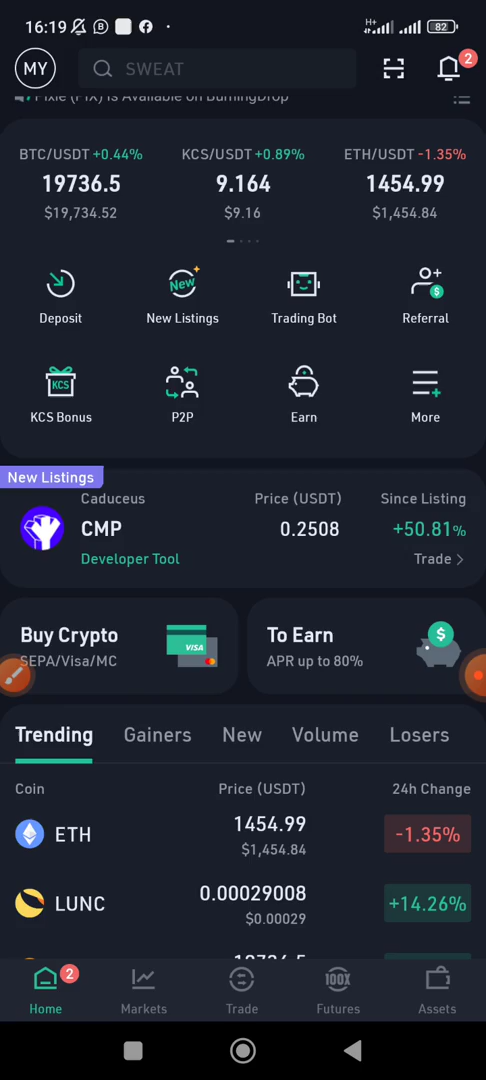 16:19
82
MY
SWEAT
2
Pixie (PIX) is Available on BurningDrop
BTC/USDT +0.44% KCS/USDT +0.89% ETH/USDT -1.35%
19736.5 9.164 1454.99
$19,734.52 $9.16 $1,454.84
New
Deposit New Listings Trading Bot Referral
KCS
KCS Bonus P2P Earn More
New Listings
Caduceus Price (USDT) Since Listing
CMP 0.2508 +50.81%
Developer Tool Trade
Buy Crypto To Earn
SEPA/Visa/MC APR up to 80%
VISA
Trending Gainers New Volume Losers
Coin Price (USDT) 24h Change
ETH 1454.99 -1.35%
$1,454.84
LUNC 0.00029008 +14.26%
$0.00029
19736.5
2
100X
Home Markets Trade Futures Assets